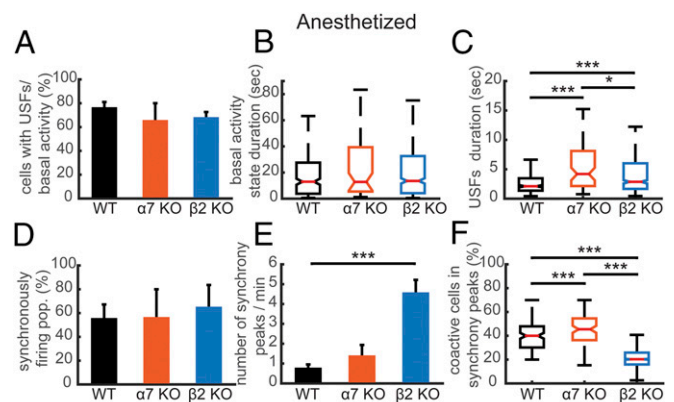 Anesthetized
A
cells with USFs/
basal activity (%)
100
80
60
40
20
0
WT α7 KO β2 KO
B
basal activity
state duration (sec)
800
600
400
200
0
WT α7 KO β2 KO
C
USFs duration (sec)
20
15
10
5
0
***
***
*
WT α7 KO β2 KO
D
synchronously
firing pop. (%)
100
80
60
40
20
0
WT α7 KO β2 KO
E
number of synchrony
peaks / min
6
5
4
3
2
1
0
***
WT α7 KO β2 KO
F
coactive cells in
synchrony peaks (%)
100
80
60
40
20
0
***
***
***
WT α7 KO β2 KO